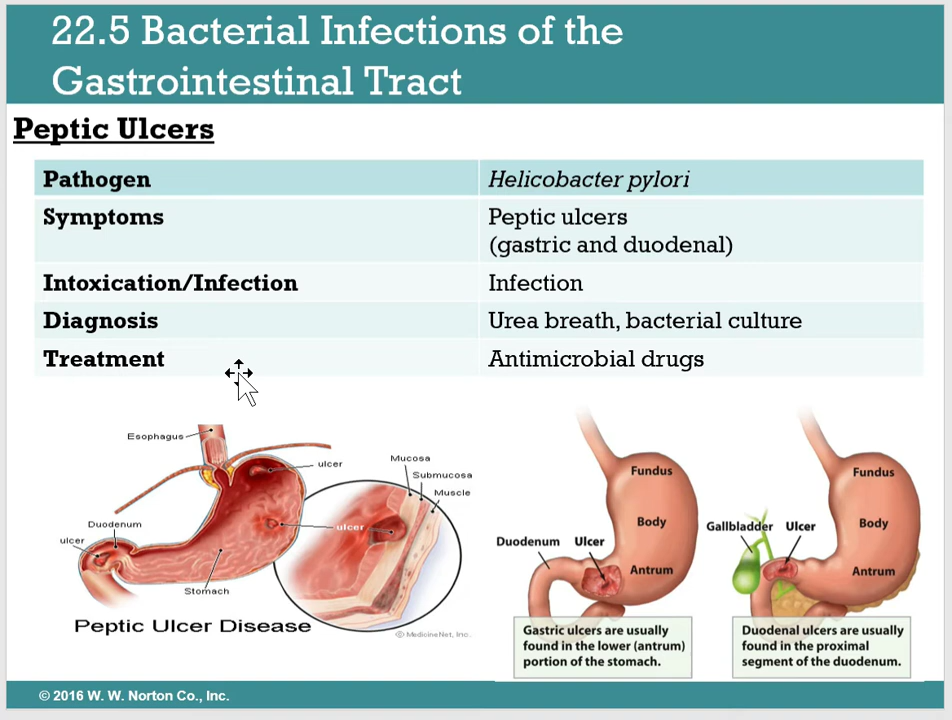 22.5 Bacterial Infections of the
Gastrointestinal Tract
Peptic Ulcers
Pathogen Helicobacter pylori
Symptoms Peptic ulcers
(gastric and duodenal)
Intoxication/Infection Infection
Diagnosis Urea breath, bacterial culture
Treatment Antimicrobial drugs
Esophagus
ulcer
Mucosa
Submucosa
Muscle
Duodenum
ulcer
ulcer
Stomach
Peptic Ulcer Disease
© MedicineNet, Inc.
Fundus
Body
Duodenum Ulcer
Antrum
Gastric ulcers are usually
found in the lower (antrum)
portion of the stomach.
Fundus
Gallbladder Ulcer
Body
Antrum
Duodenal ulcers are usually
found in the proximal
segment of the duodenum.
© 2016 W. W. Norton Co., Inc.